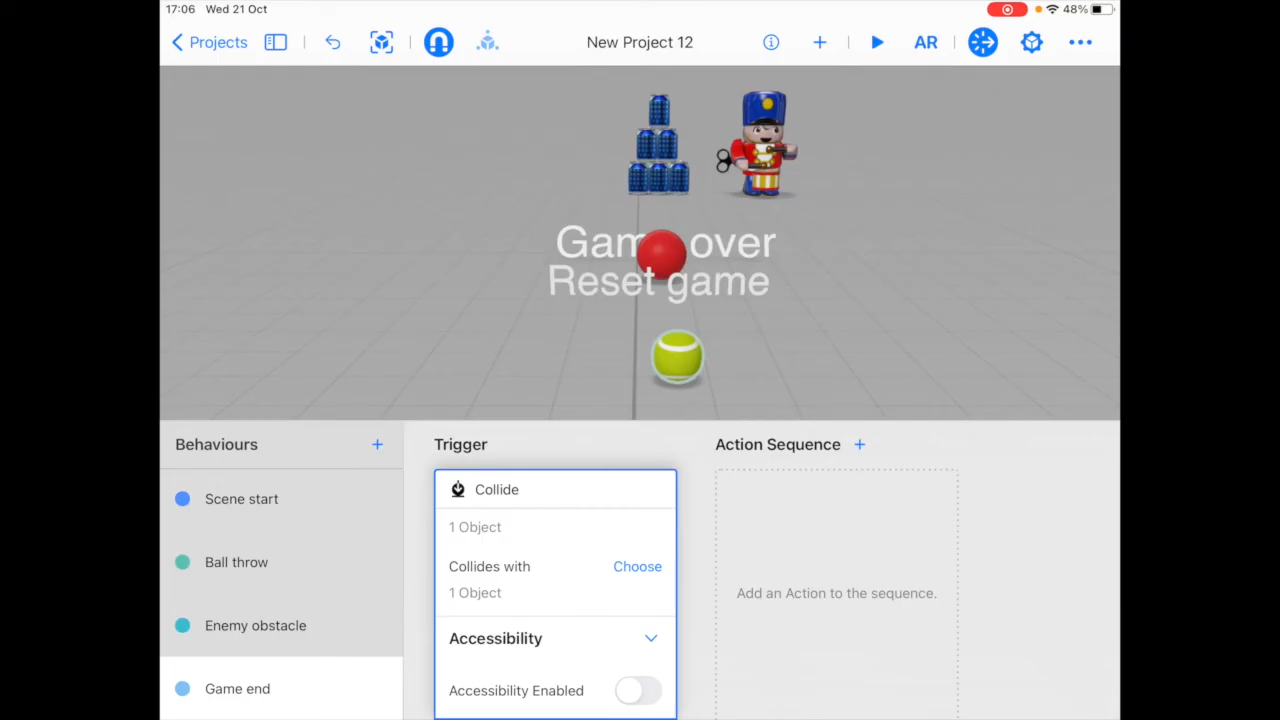 17:06 Wed 21 Oct 48%
Projects New Project 12 AR
Game over
Reset game
Behaviours Trigger Action Sequence
Collide
Scene start
1 Object
Ball throw Collides with Choose
1 Object Add an Action to the sequence.
Enemy obstacle Accessibility
Game end Accessibility Enabled